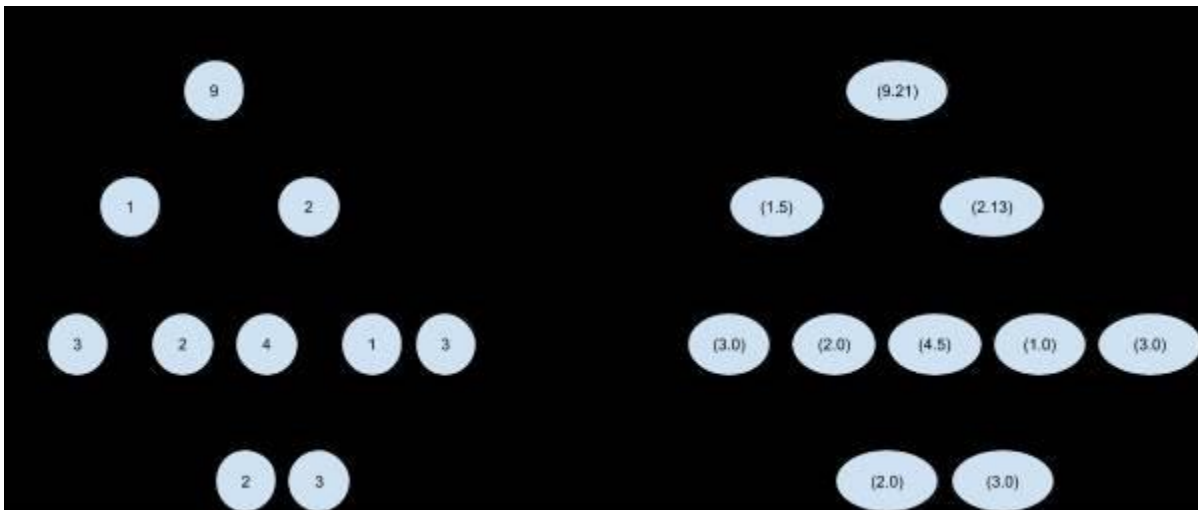 9 (9.21)
1 2 (1.5) (2.13)
3 2 4 1 3 (3.0) (2.0) (4.5) (1.0) (3.0)
2 3 (2.0) (3.0)